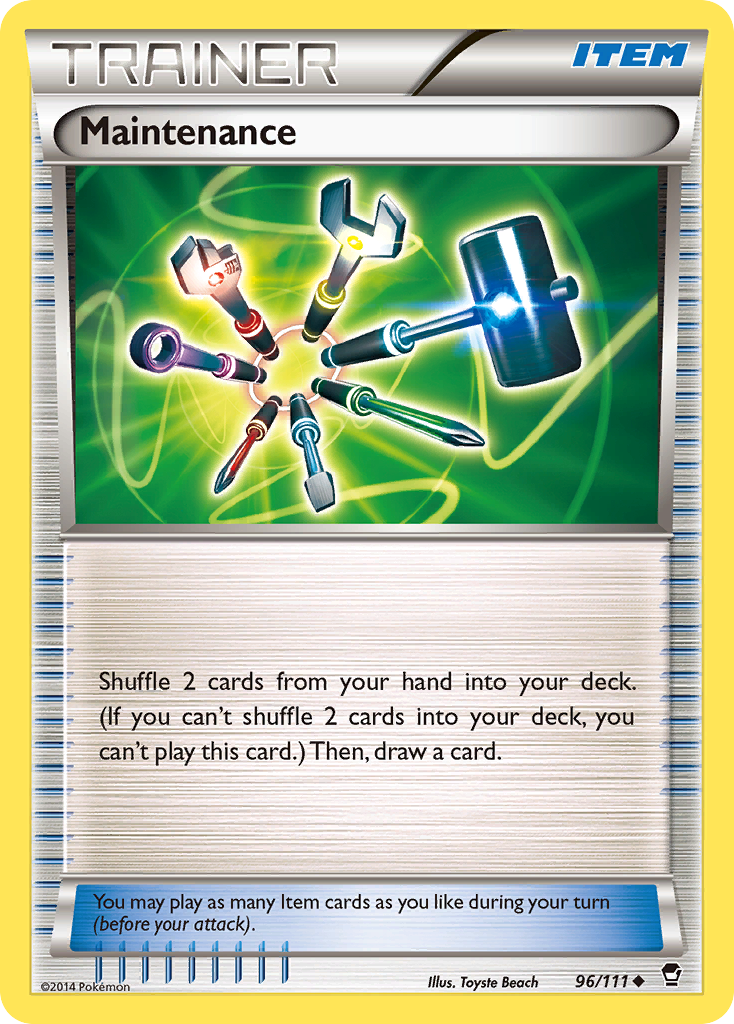 TRAINER
ITEM
Maintenance
Shuffle 2 cards from your hand into your deck.
(If you can't shuffle 2 cards into your deck, you
can't play this card.) Then, draw a card.
You may play as many Item cards as you like during your turn
(before your attack).
©2014 Pokémon
Illus. Toyste Beach
96/111